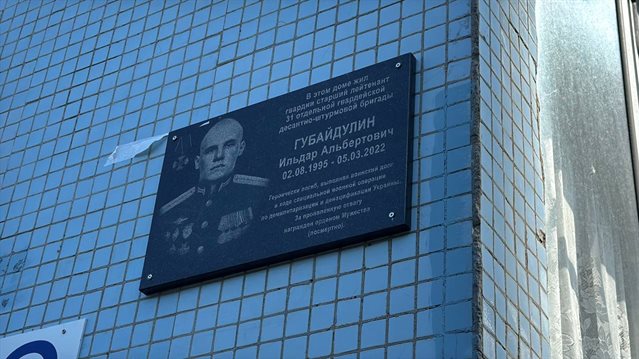 В этом доме жил
гвардии старший лейтенант
31 отдельной гвардейской
десантно-штурмовой бригады
ГУБАЙДУЛИН
Ильдар Альбертович
02.08.1995 - 05.03.2022
Героически погиб, выполняя воинский долг
в ходе специальной военной операции
по демилитаризации и денацификации Украины.
За проявленную отвагу
награжден орденом Мужества
(посмертно).